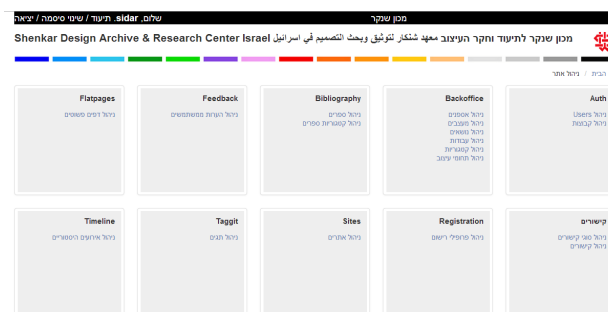 מכון שנקר
שלום, sidar. תיעוד / שינוי סיסמה / יציאה
מכון שנקר לתיעוד וחקר העיצוב معهد شنكار لتوثيق وبحث التصميم في اسرائيل Shenkar Design Archive & Research Center Israel
הבית / ניהול אתר
Auth
ניהול Users
ניהול קבוצות
Backoffice
ניהול אספנים
ניהול מעצבים
ניהול נושאים
ניהול עבודות
ניהול קטגוריות
ניהול תחומי עיצוב
Bibliography
ניהול ספרים
ניהול קטגוריות ספרים
Feedback
ניהול הערות ממשתמשים
Flatpages
ניהול דפים פשוטים
קישורים
ניהול סוגי קישורים
ניהול קישורים
Registration
ניהול פרופילי רישום
Sites
ניהול אתרים
Taggit
ניהול תגים
Timeline
ניהול אירועים היסטוריים